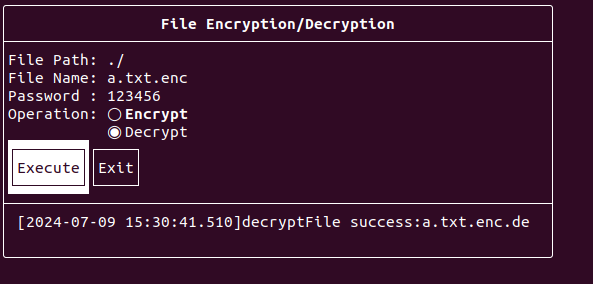 File Encryption/Decryption
File Path: ./
File Name: a.txt.enc
Password : 123456
Operation: ○Encrypt
◉Decrypt
Execute Exit
[2024-07-09 15:30:41.510]decryptFile success:a.txt.enc.de